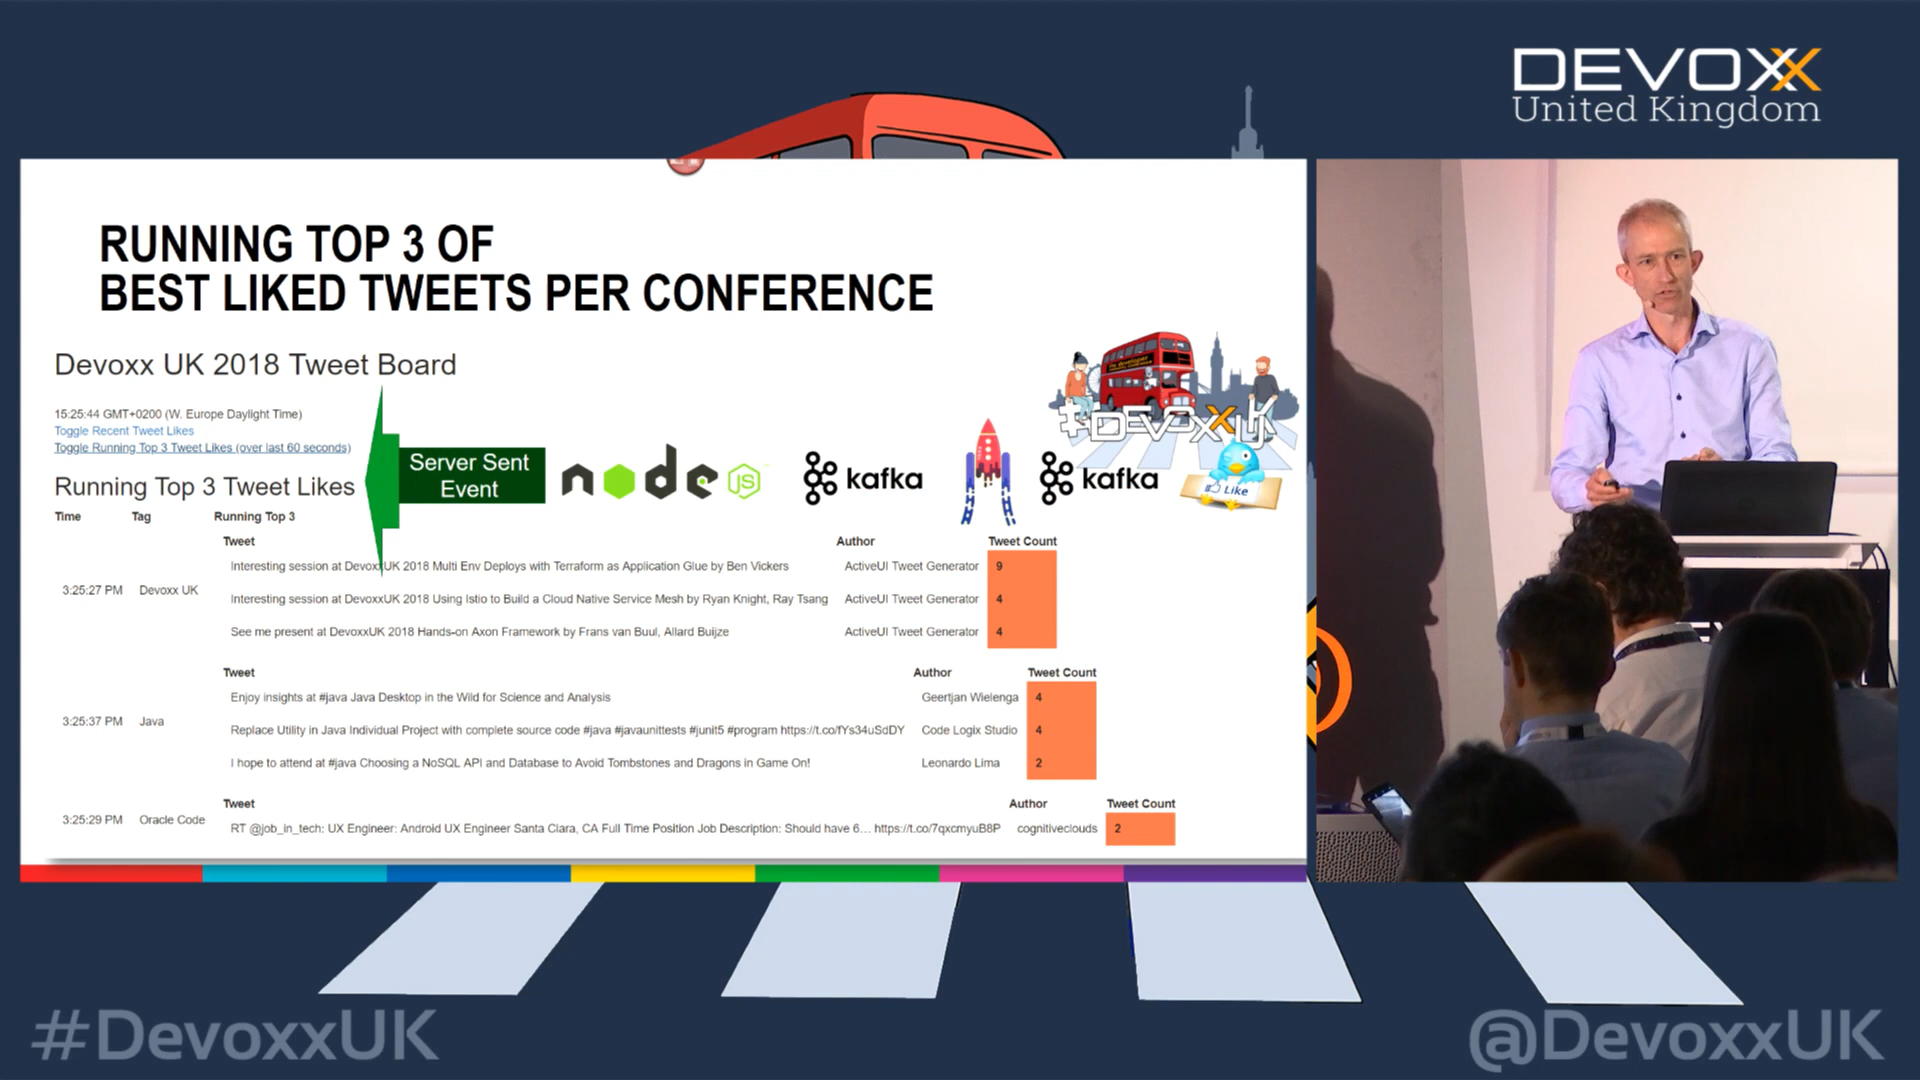 DEVOXX
United Kingdom
RUNNING TOP 3 OF
BEST LIKED TWEETS PER CONFERENCE
Devoxx UK 2018 Tweet Board
15:25:44 GMT+0200 (W. Europe Daylight Time)
Toggle Recent Tweet Likes
Toggle Running Top 3 Tweet Likes (over last 60 seconds)
Server Sent
Event
node
JS
kafka
kafka
#DEVOXXUK
Like
Running Top 3 Tweet Likes
Time Tag Running Top 3
Tweet Author Tweet Count
Interesting session at DevoxxUK 2018 Multi Env Deploys with Terraform as Application Glue by Ben Vickers ActiveUI Tweet Generator 9
3:25:27 PM Devoxx UK
Interesting session at DevoxxUK 2018 Using Istio to Build a Cloud Native Service Mesh by Ryan Knight, Ray Tsang ActiveUI Tweet Generator 4
See me present at DevoxxUK 2018 Hands-on Axon Framework by Frans van Buul, Allard Buijze ActiveUI Tweet Generator 4
Tweet Author Tweet Count
Enjoy insights at #java Java Desktop in the Wild for Science and Analysis Geertjan Wielenga 4
3:25:37 PM Java
Replace Utility in Java Individual Project with complete source code #java #javaunittests #junit5 #program https://t.co/fYs34uSdDY Code Logix Studio 4
I hope to attend at #java Choosing a NoSQL API and Database to Avoid Tombstones and Dragons in Game On! Leonardo Lima 2
Tweet Author Tweet Count
3:25:29 PM Oracle Code
RT @job_in_tech: UX Engineer: Android UX Engineer Santa Clara, CA Full Time Position Job Description: Should have 6... https://t.co/7qxcmyuB8P cognitiveclouds 2
#DevoxxUK
@DevoxxUK